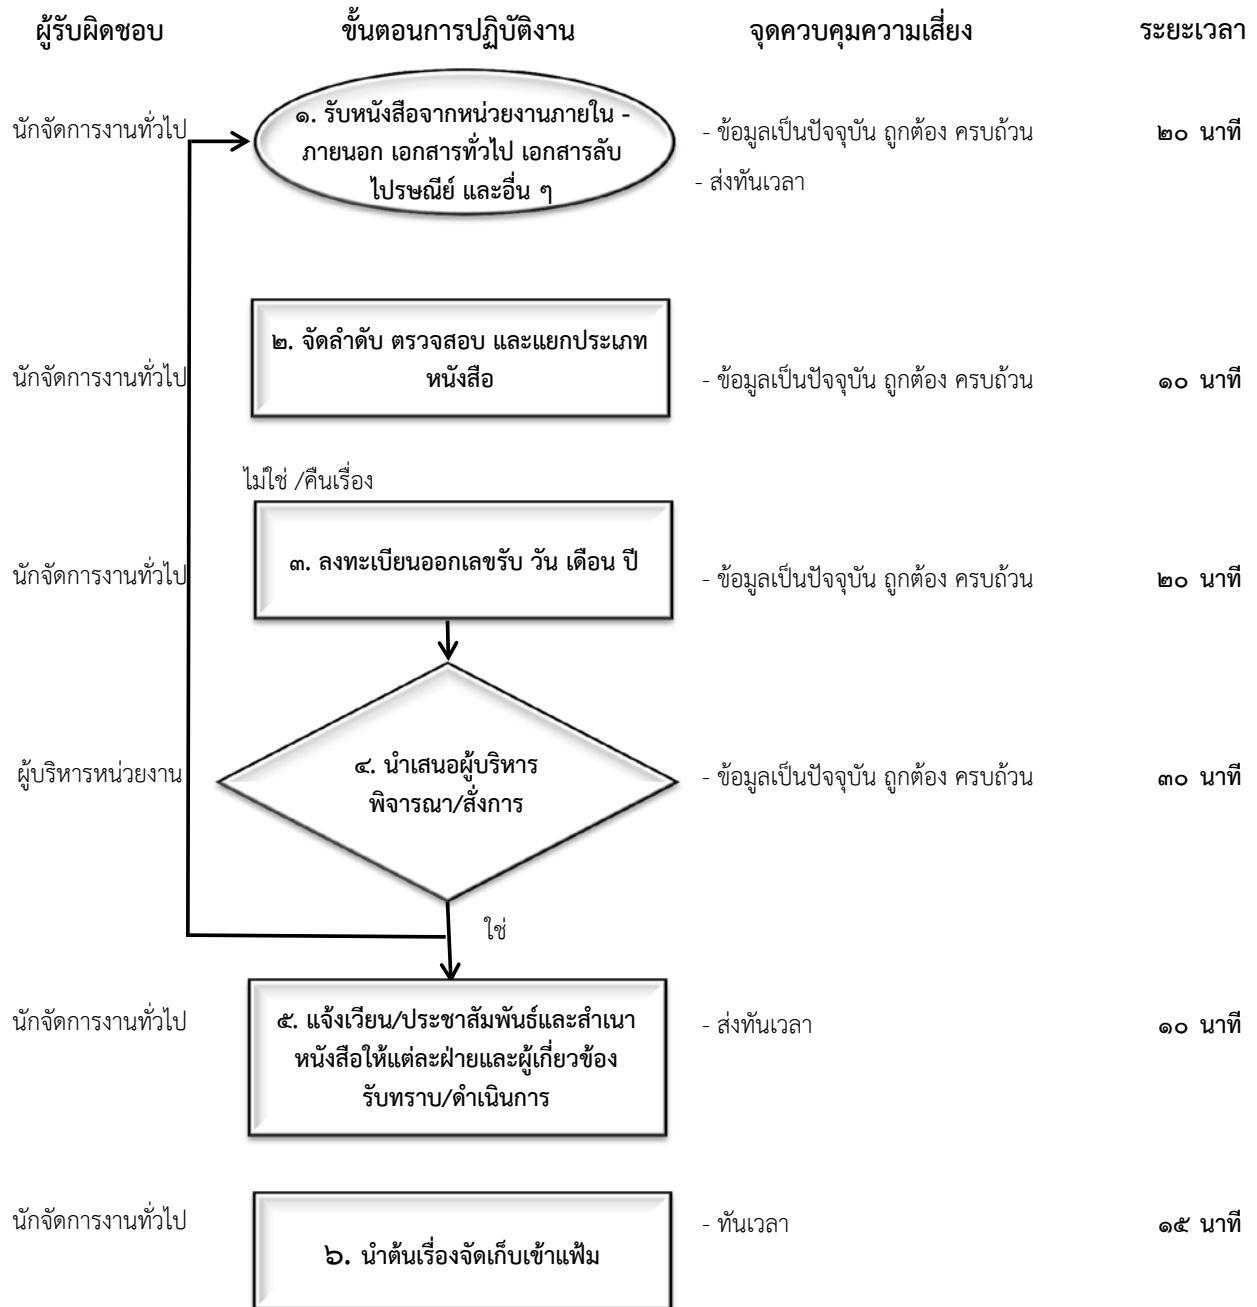 ผู้รับผิดชอบ ขั้นตอนการปฏิบัติงาน จุดควบคุมความเสี่ยง ระยะเวลา
นักจัดการงานทั่วไป
๑. รับหนังสือจากหน่วยงานภายใน -
ภายนอก เอกสารทั่วไป เอกสารลับ
ไปรษณีย์ และอื่น ๆ
- ข้อมูลเป็นปัจจุบัน ถูกต้อง ครบถ้วน
- ส่งทันเวลา
๒๐ นาที
นักจัดการงานทั่วไป
๒. จัดลำดับ ตรวจสอบ และแยกประเภท
หนังสือ
- ข้อมูลเป็นปัจจุบัน ถูกต้อง ครบถ้วน
๑๐ นาที
ไม่ใช่ /คืนเรื่อง
นักจัดการงานทั่วไป
๓. ลงทะเบียนออกเลขรับ วัน เดือน ปี
- ข้อมูลเป็นปัจจุบัน ถูกต้อง ครบถ้วน
๒๐ นาที
ผู้บริหารหน่วยงาน
๔. นำเสนอผู้บริหาร
พิจารณา/สั่งการ
- ข้อมูลเป็นปัจจุบัน ถูกต้อง ครบถ้วน
๓๐ นาที
ใช่
นักจัดการงานทั่วไป
๕. แจ้งเวียน/ประชาสัมพันธ์และสำเนา
หนังสือให้แต่ละฝ่ายและผู้เกี่ยวข้อง
รับทราบ/ดำเนินการ
- ส่งทันเวลา
๑๐ นาที
นักจัดการงานทั่วไป
๖. นำต้นเรื่องจัดเก็บเข้าแฟ้ม
- ทันเวลา
๑๕ นาที